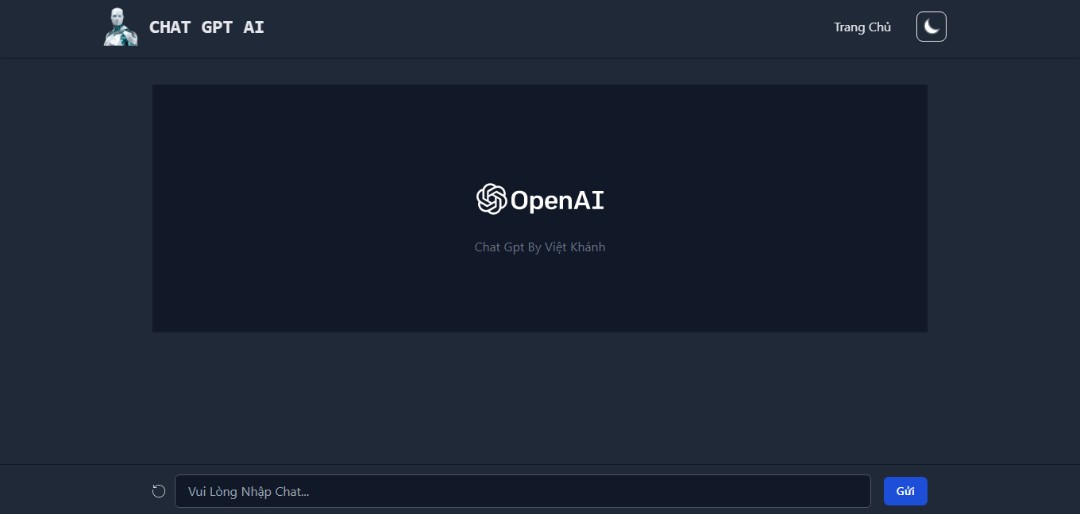 CHAT GPT AI
Trang Chủ
OpenAI
Chat Gpt By Việt Khánh
Vui Lòng Nhập Chat...
Gửi